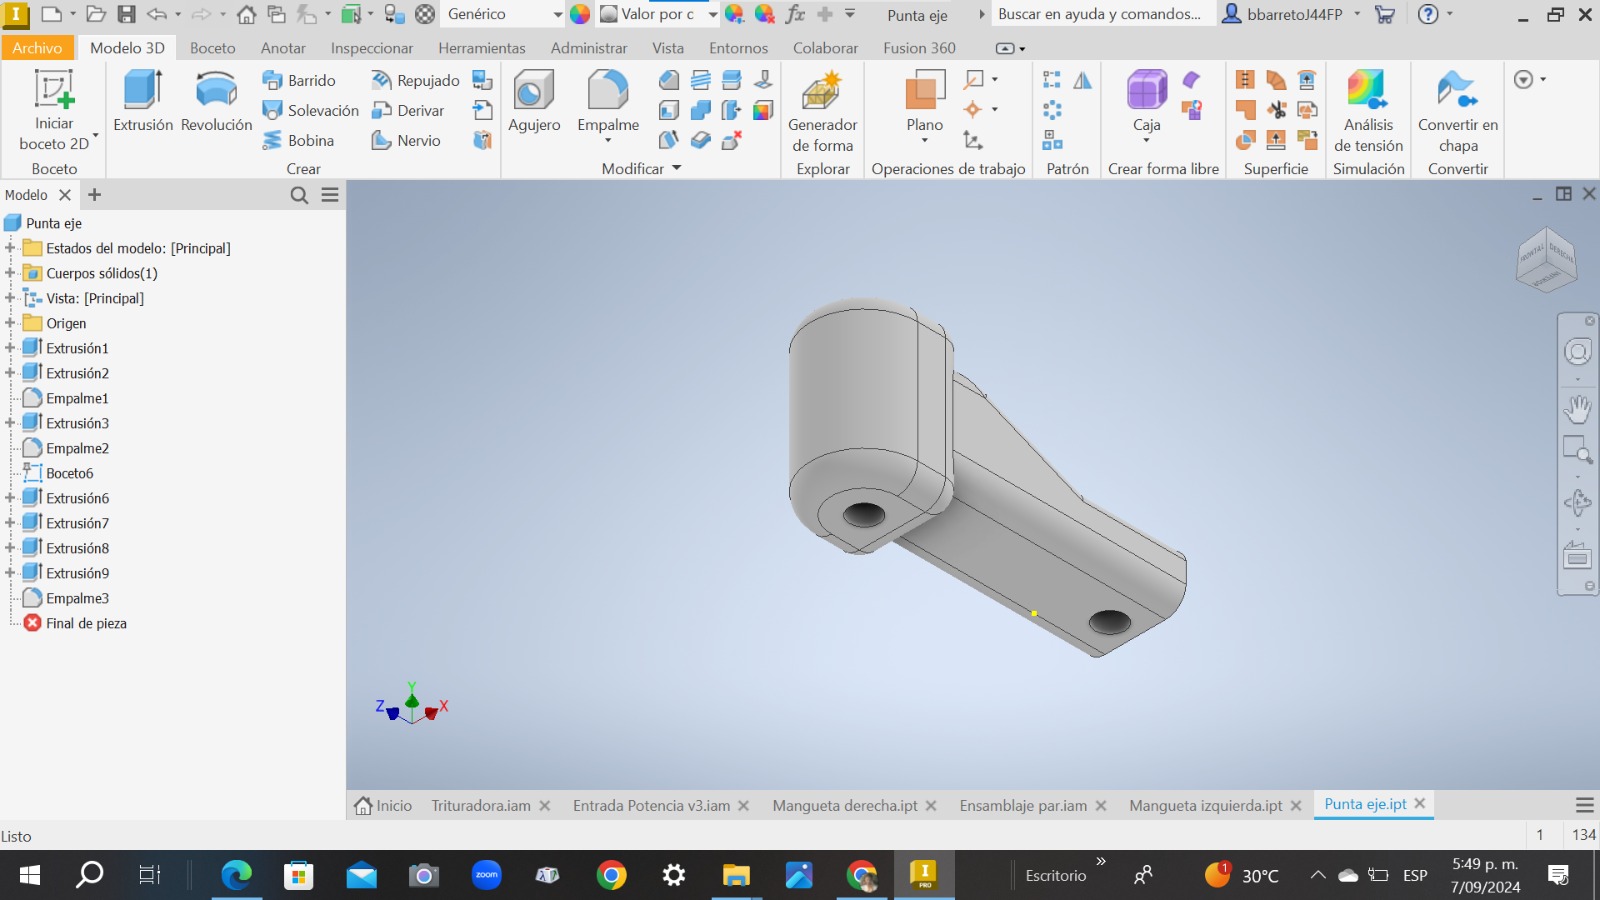 Genérico
Valor por c
Punta eje
Buscar en ayuda y comandos...
bbarretoJ44FP
Archivo
Modelo 3D
Boceto
Anotar
Inspeccionar
Herramientas
Administrar
Vista
Entornos
Colaborar
Fusion 360
Iniciar
boceto 2D
Boceto
Extrusión
Revolución
Barrido
Solevación
Bobina
Repujado
Derivar
Nervio
Crear
Agujero
Empalme
Modificar
Generador
de forma
Explorar
Plano
Operaciones de trabajo
Patrón
Caja
Crear forma libre
Superficie
Análisis
de tensión
Simulación
Convertir en
chapa
Convertir
Modelo
Punta eje
Estados del modelo: [Principal]
Cuerpos sólidos(1)
Vista: [Principal]
Origen
Extrusión1
Extrusión2
Empalme1
Extrusión3
Empalme2
Boceto6
Extrusión6
Extrusión7
Extrusión8
Extrusión9
Empalme3
Final de pieza
Y
Z
X
Inicio
Trituradora.iam
Entrada Potencia v3.iam
Mangueta derecha.ipt
Ensamblaje par.iam
Mangueta izquierda.ipt
Punta eje.ipt
Listo
1
134
zoom
I
PRO
Escritorio
1
30°C
ESP
5:49 p. m.
7/09/2024